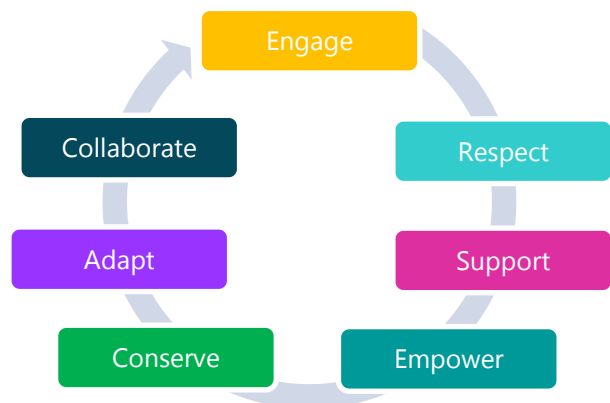 Engage
Respect
Support
Empower
Conserve
Adapt
Collaborate